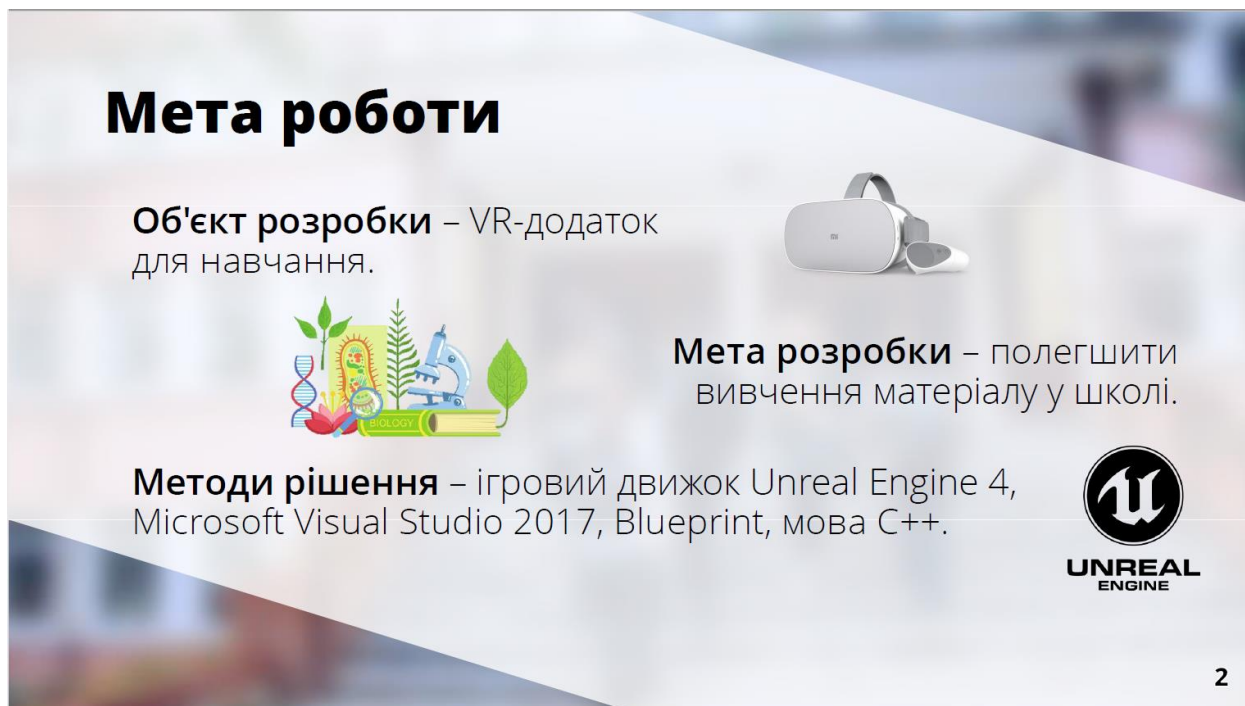 Мета роботи
Об'єкт розробки – VR-додаток
для навчання.
mi
BIOLOGY
Мета розробки – полегшити
вивчення матеріалу у школі.
Методи рішення – ігровий движок Unreal Engine 4,
Microsoft Visual Studio 2017, Blueprint, мова C++.
UNREAL
ENGINE
2